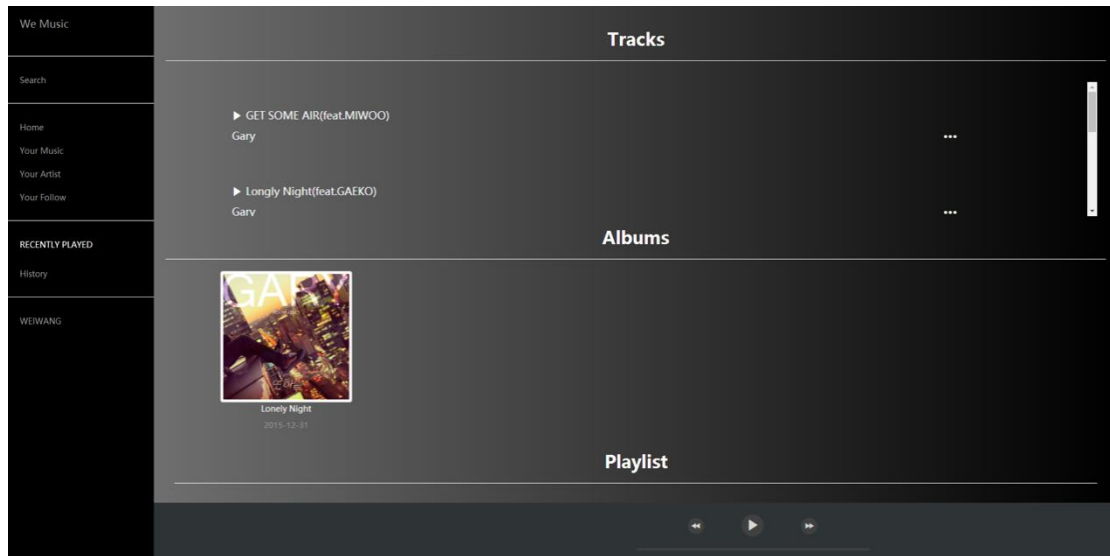 We Music
Search
Home
Your Music
Your Artist
Your Follow
RECENTLY PLAYED
History
WEIWANG
Tracks
▶ GET SOME AIR(feat.MIWOO)
Gary
•••
▶ Longly Night(feat.GAEKO)
Gary
•••
Albums
GARY
Lonely Night
2015-12-31
Playlist